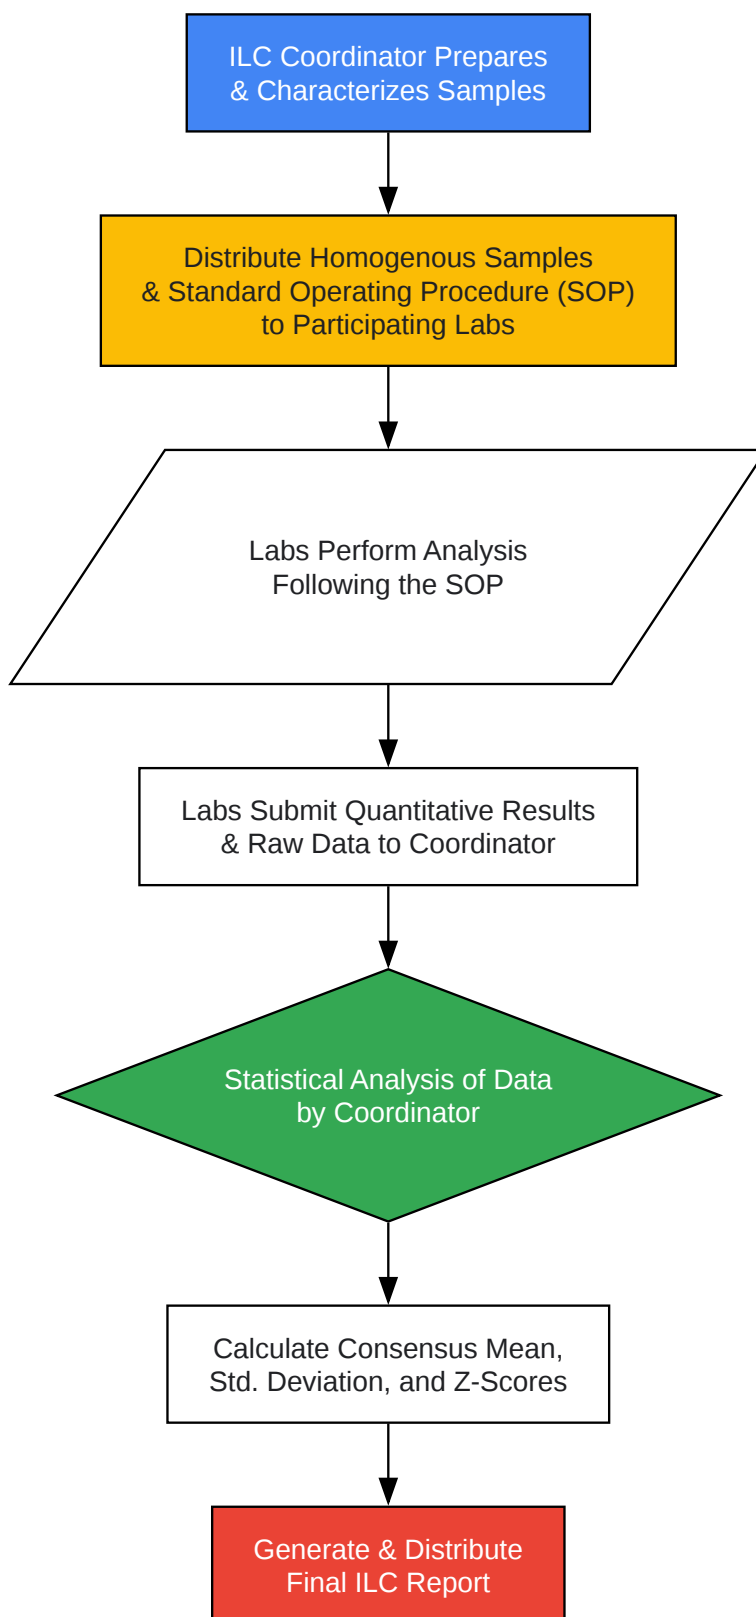 ILC Coordinator Prepares
& Characterizes Samples
Distribute Homogenous Samples
& Standard Operating Procedure (SOP)
to Participating Labs
Labs Perform Analysis
Following the SOP
Labs Submit Quantitative Results
& Raw Data to Coordinator
Statistical Analysis of Data
by Coordinator
Calculate Consensus Mean,
Std. Deviation, and Z-Scores
Generate & Distribute
Final ILC Report